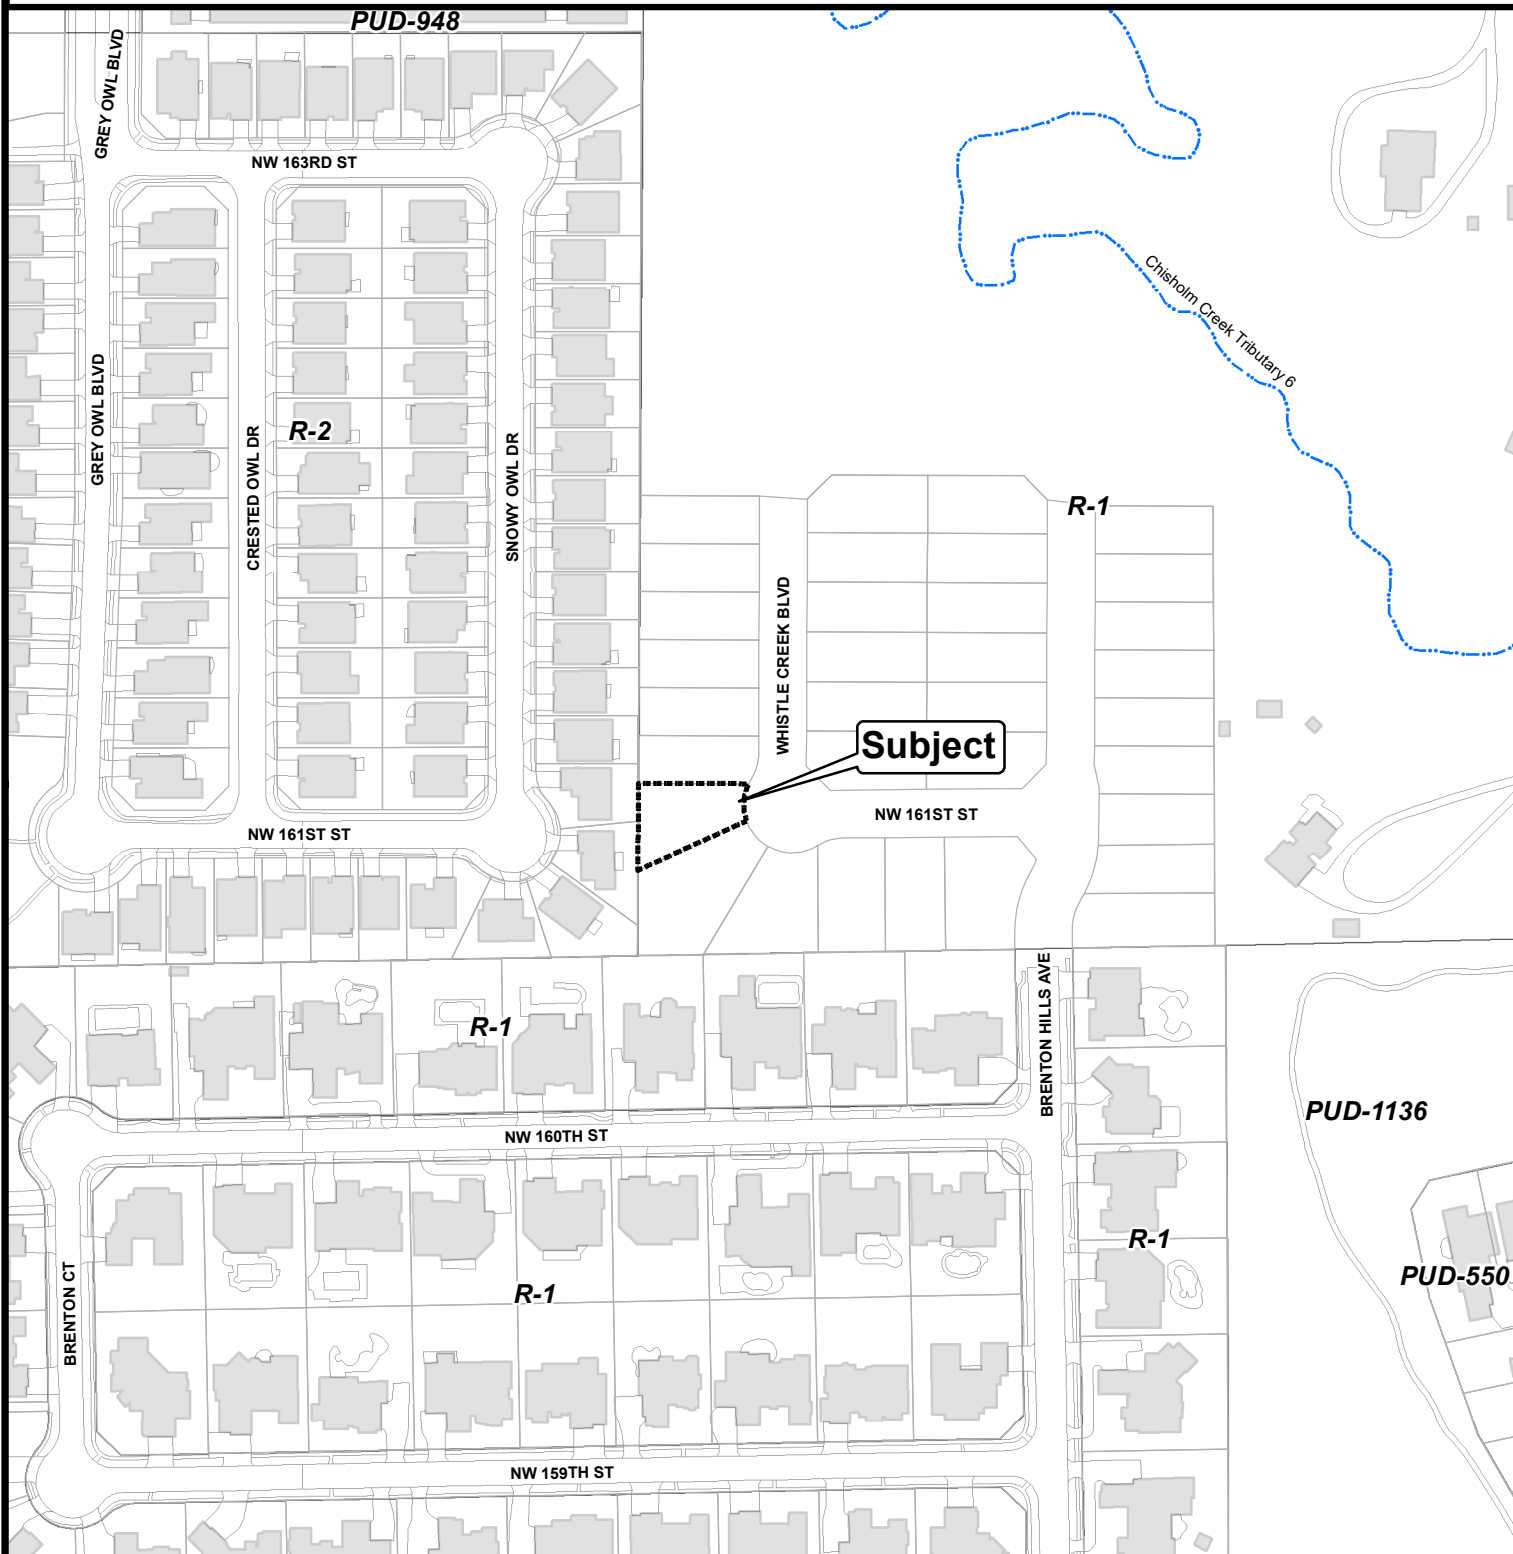 PUD-948
GREY OWL BLVD
NW 163RD ST
Chisholm Creek Tributary 6
GREY OWL BLVD
R-2
CRESTED OWL DR
SNOWY OWL DR
R-1
WHISTLE CREEK BLVD
Subject
NW 161ST ST
NW 161ST ST
BRENTON HILLS AVE
R-1
PUD-1136
NW 160TH ST
R-1
PUD-550
R-1
BRENTON CT
NW 159TH ST